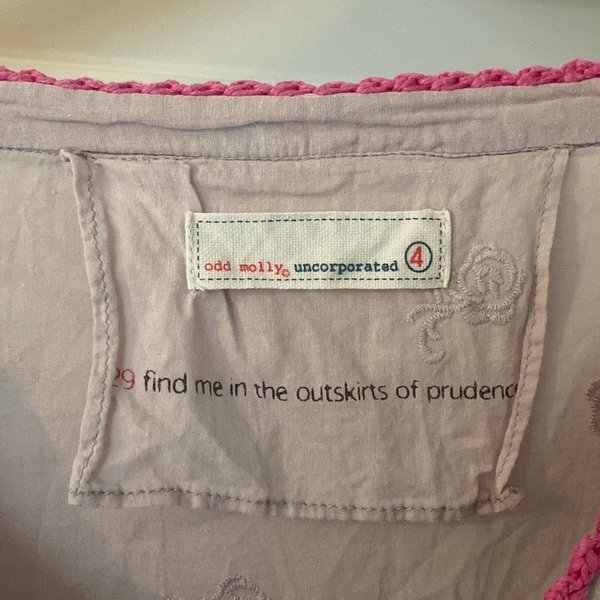 odd molly© uncorporated 4
29 find me in the outskirts of prudenc